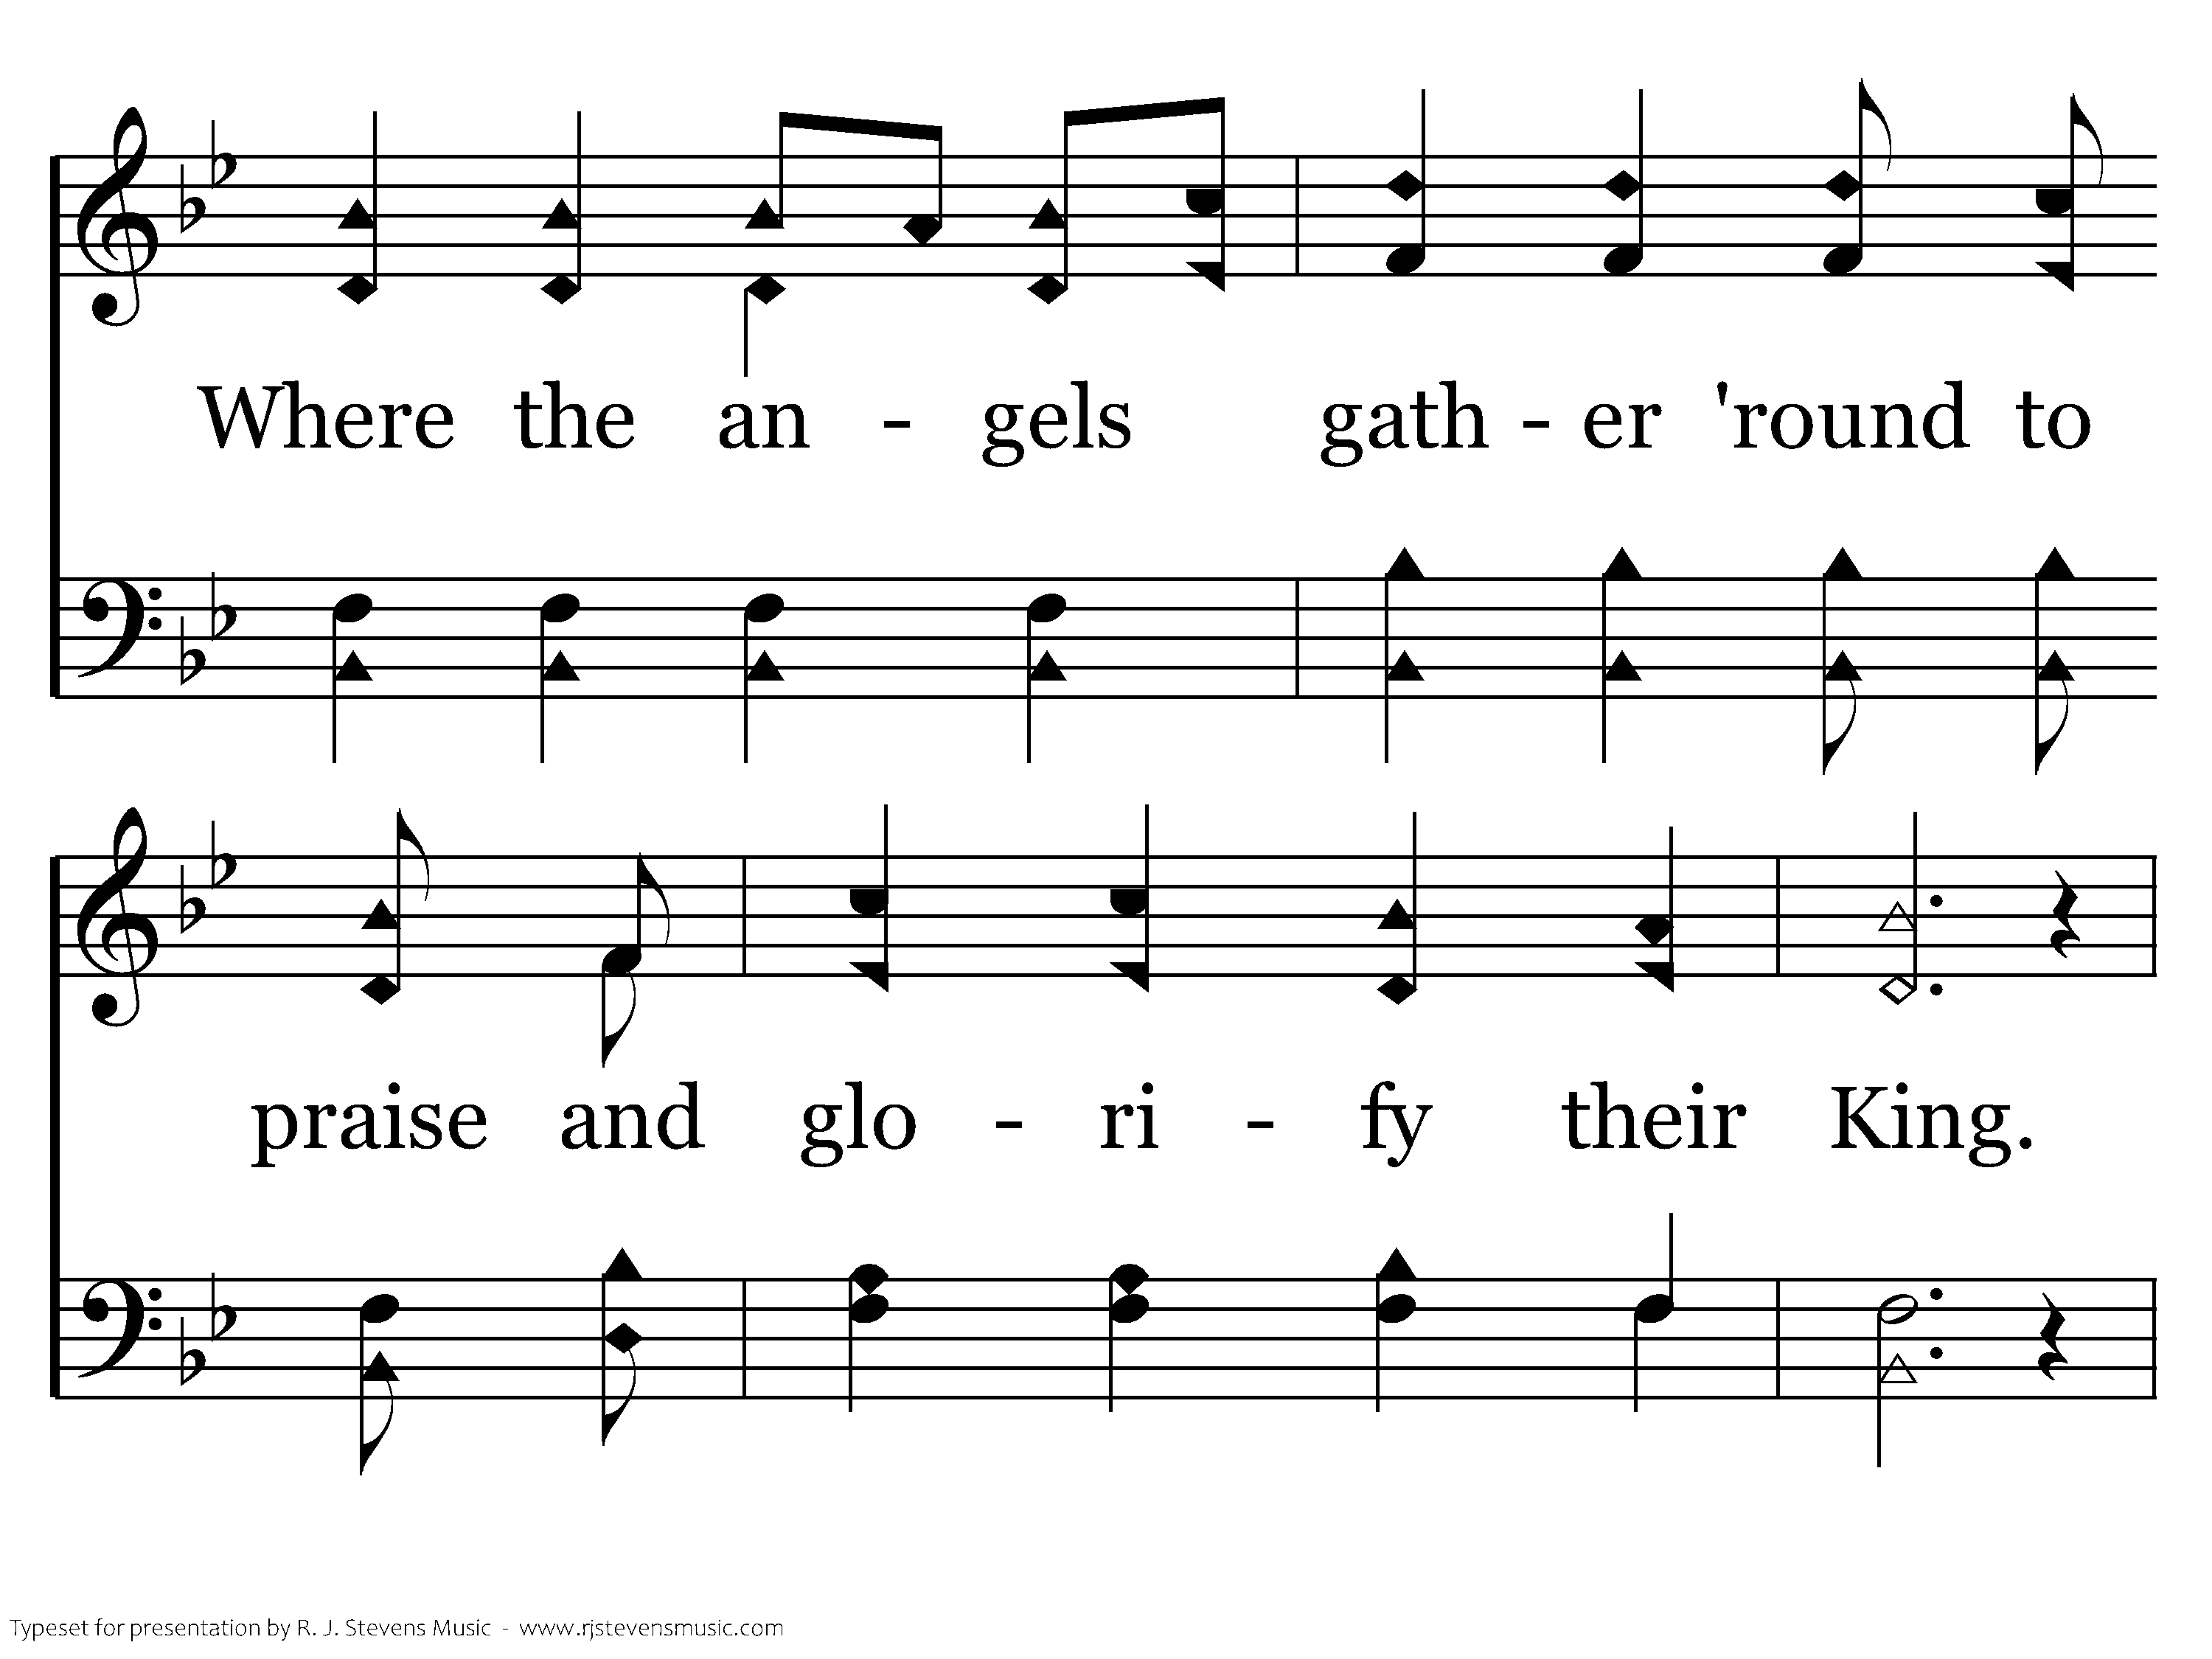 Where the an - gels gath - er 'round to
praise and glo - ri - fy their King.
Typeset for presentation by R. J. Stevens Music - www.rjstevensmusic.com